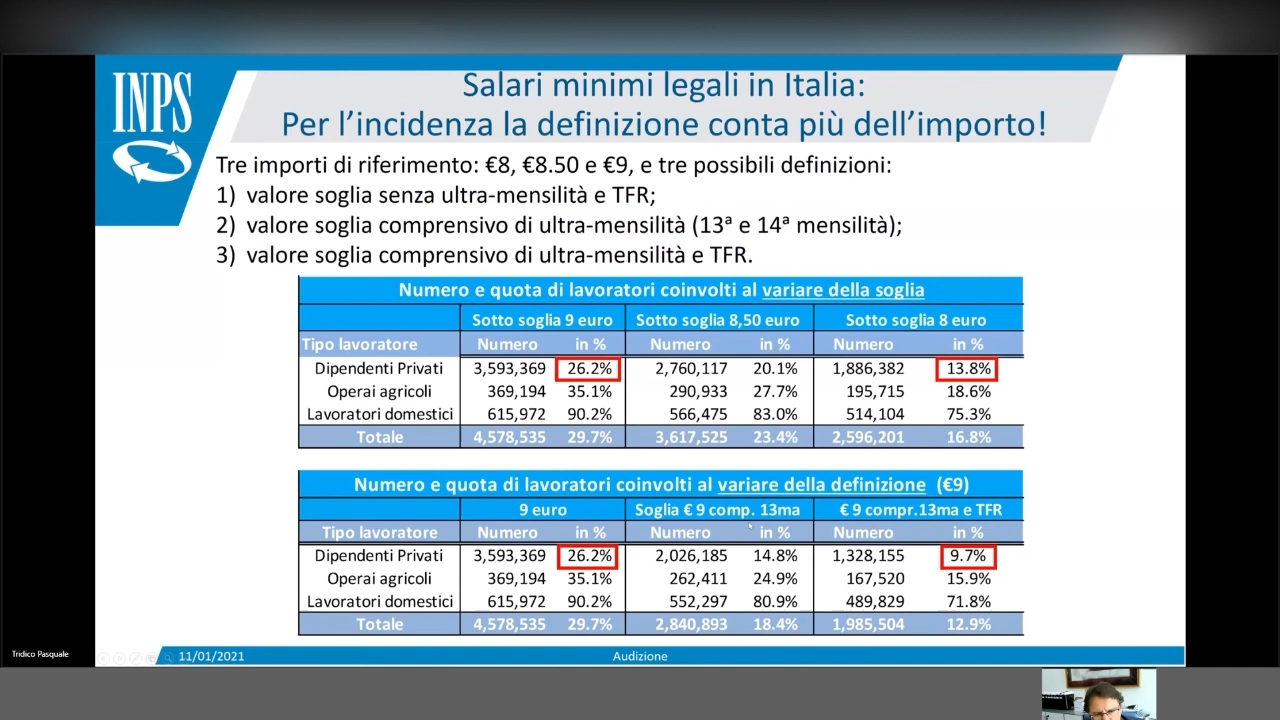 INPS
Salari minimi legali in Italia:
Per l’incidenza la definizione conta più dell’importo!
Tre importi di riferimento: €8, €8.50 e €9, e tre possibili definizioni:
1) valore soglia senza ultra-mensilità e TFR;
2) valore soglia comprensivo di ultra-mensilità (13ª e 14ª mensilità);
3) valore soglia comprensivo di ultra-mensilità e TFR.
Numero e quota di lavoratori coinvolti al variare della soglia
Sotto soglia 9 euro Sotto soglia 8,50 euro Sotto soglia 8 euro
Tipo lavoratore Numero in % Numero in % Numero in %
Dipendenti Privati 3,593,369 26.2% 2,760,117 20.1% 1,886,382 13.8%
Operai agricoli 369,194 35.1% 290,933 27.7% 195,715 18.6%
Lavoratori domestici 615,972 90.2% 566,475 83.0% 514,104 75.3%
Totale 4,578,535 29.7% 3,617,525 23.4% 2,596,201 16.8%
Numero e quota di lavoratori coinvolti al variare della definizione (€9)
9 euro Soglia € 9 comp. 13ma € 9 compr.13ma e TFR
Tipo lavoratore Numero in % Numero in % Numero in %
Dipendenti Privati 3,593,369 26.2% 2,026,185 14.8% 1,328,155 9.7%
Operai agricoli 369,194 35.1% 262,411 24.9% 167,520 15.9%
Lavoratori domestici 615,972 90.2% 552,297 80.9% 489,829 71.8%
Totale 4,578,535 29.7% 2,840,893 18.4% 1,985,504 12.9%
Tridico Pasquale
11/01/2021 Audizione